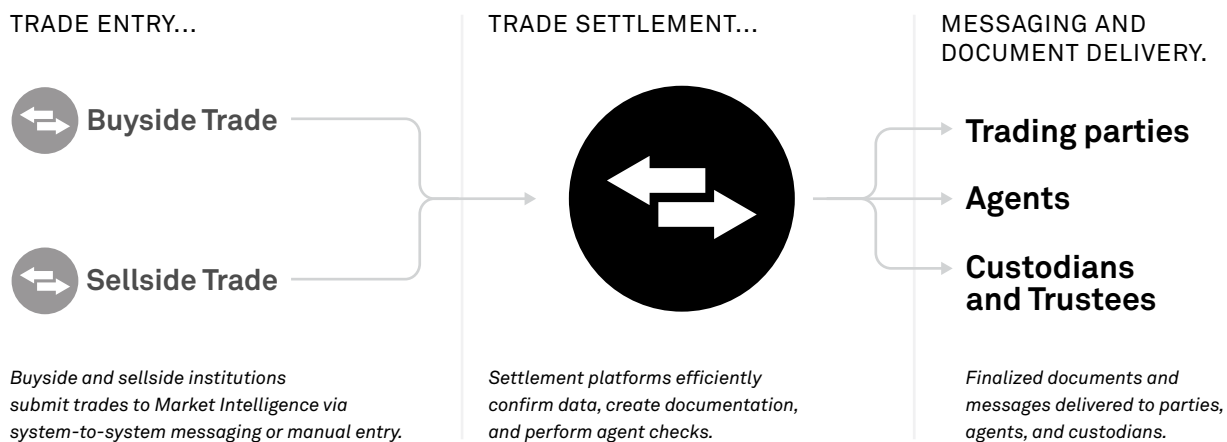 TRADE ENTRY...
Buyside Trade
Sellside Trade
Buyside and sellside institutions
submit trades to Market Intelligence via
system-to-system messaging or manual entry.
TRADE SETTLEMENT...
Settlement platforms efficiently
confirm data, create documentation,
and perform agent checks.
MESSAGING AND
DOCUMENT DELIVERY.
Trading parties
Agents
Custodians
and Trustees
Finalized documents and
messages delivered to parties,
agents, and custodians.